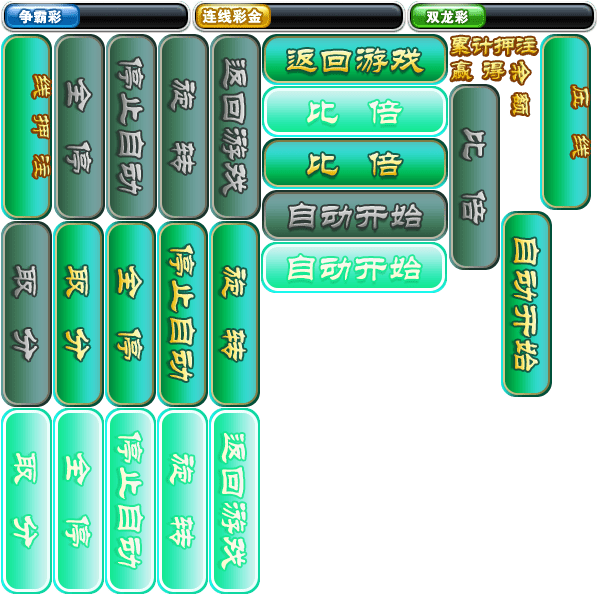 争霸彩
连线彩金
双龙彩
线 押 注
全 停
停止自动
旋 转
返回游戏
返回游戏
比 倍
比 倍
自动开始
自动开始
累计押注
赢 得余
额
比 倍
压 线
自动开始
取 分
取 分
全 停
停止自动
旋 转
取 分
全 停
停止自动
旋 转
返回游戏